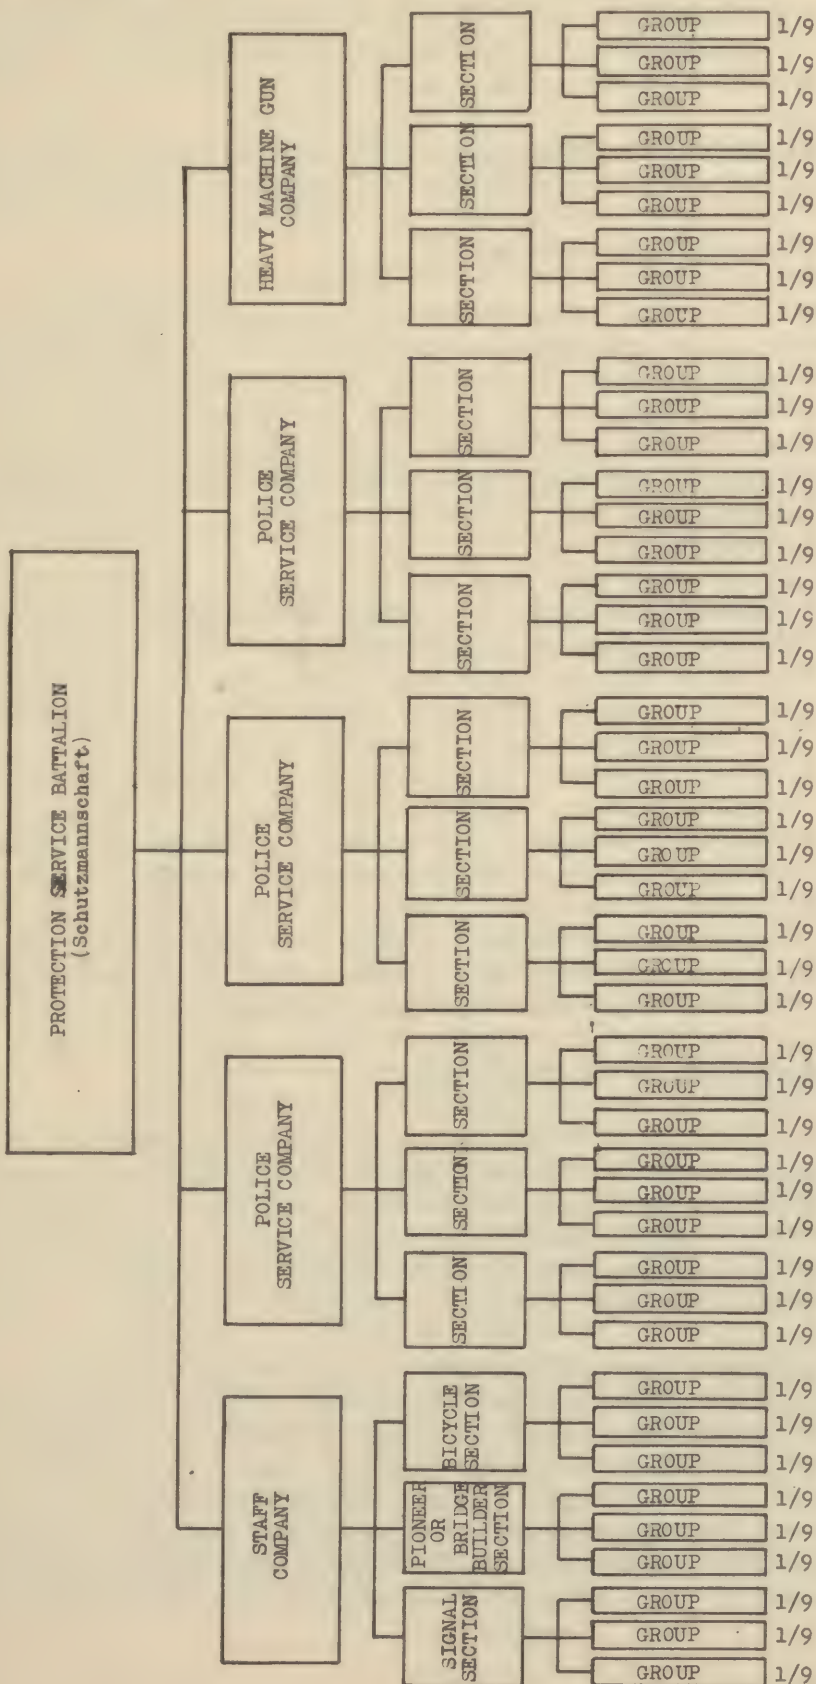 PROTECTION SERVICE BATTALION
(Schutzmannschaft)
HEAVY MACHINE GUN
COMPANY
SECTION
GROUP 1/9
GROUP 1/9
GROUP 1/9
SECTION
GROUP 1/9
GROUP 1/9
GROUP 1/9
SECTION
GROUP 1/9
GROUP 1/9
GROUP 1/9
POLICE
SERVICE COMPANY
SECTION
GROUP 1/9
GROUP 1/9
GROUP 1/9
SECTION
GROUP 1/9
GROUP 1/9
GROUP 1/9
SECTION
GROUP 1/9
GROUP 1/9
GROUP 1/9
POLICE
SERVICE COMPANY
SECTION
GROUP 1/9
GROUP 1/9
GROUP 1/9
SECTION
GROUP 1/9
GROUP 1/9
GROUP 1/9
SECTION
GROUP 1/9
GROUP 1/9
GROUP 1/9
POLICE
SERVICE COMPANY
SECTION
GROUP 1/9
GROUP 1/9
GROUP 1/9
SECTION
GROUP 1/9
GROUP 1/9
GROUP 1/9
SECTION
GROUP 1/9
GROUP 1/9
GROUP 1/9
STAFF
COMPANY
BICYCLE
SECTION
GROUP 1/9
GROUP 1/9
GROUP 1/9
PIONEER
OR
BRIDGE
BUILDER
SECTION
GROUP 1/9
GROUP 1/9
GROUP 1/9
SIGNAL
SECTION
GROUP 1/9
GROUP 1/9
GROUP 1/9